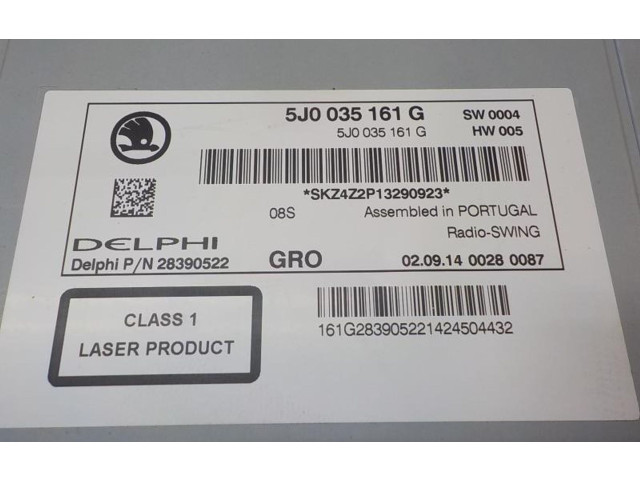 5J0 035 161 G SW 0004
5J0 035 161 G HW 005
*SKZ4Z2P13290923*
08S Assembled in PORTUGAL
Radio-SWING
DELPHI
Delphi P/N 28390522 GRO 02.09.14 0028 0087
CLASS 1
LASER PRODUCT
161G283905221424504432